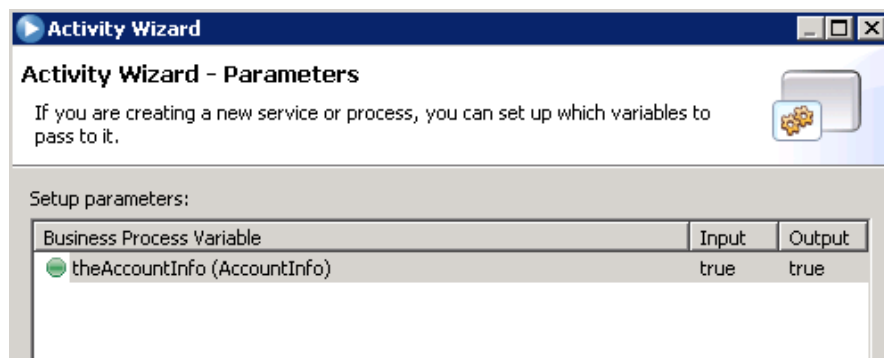 Activity Wizard
Activity Wizard - Parameters
If you are creating a new service or process, you can set up which variables to
pass to it.
Setup parameters:
Business Process Variable Input Output
theAccountInfo (AccountInfo) true true